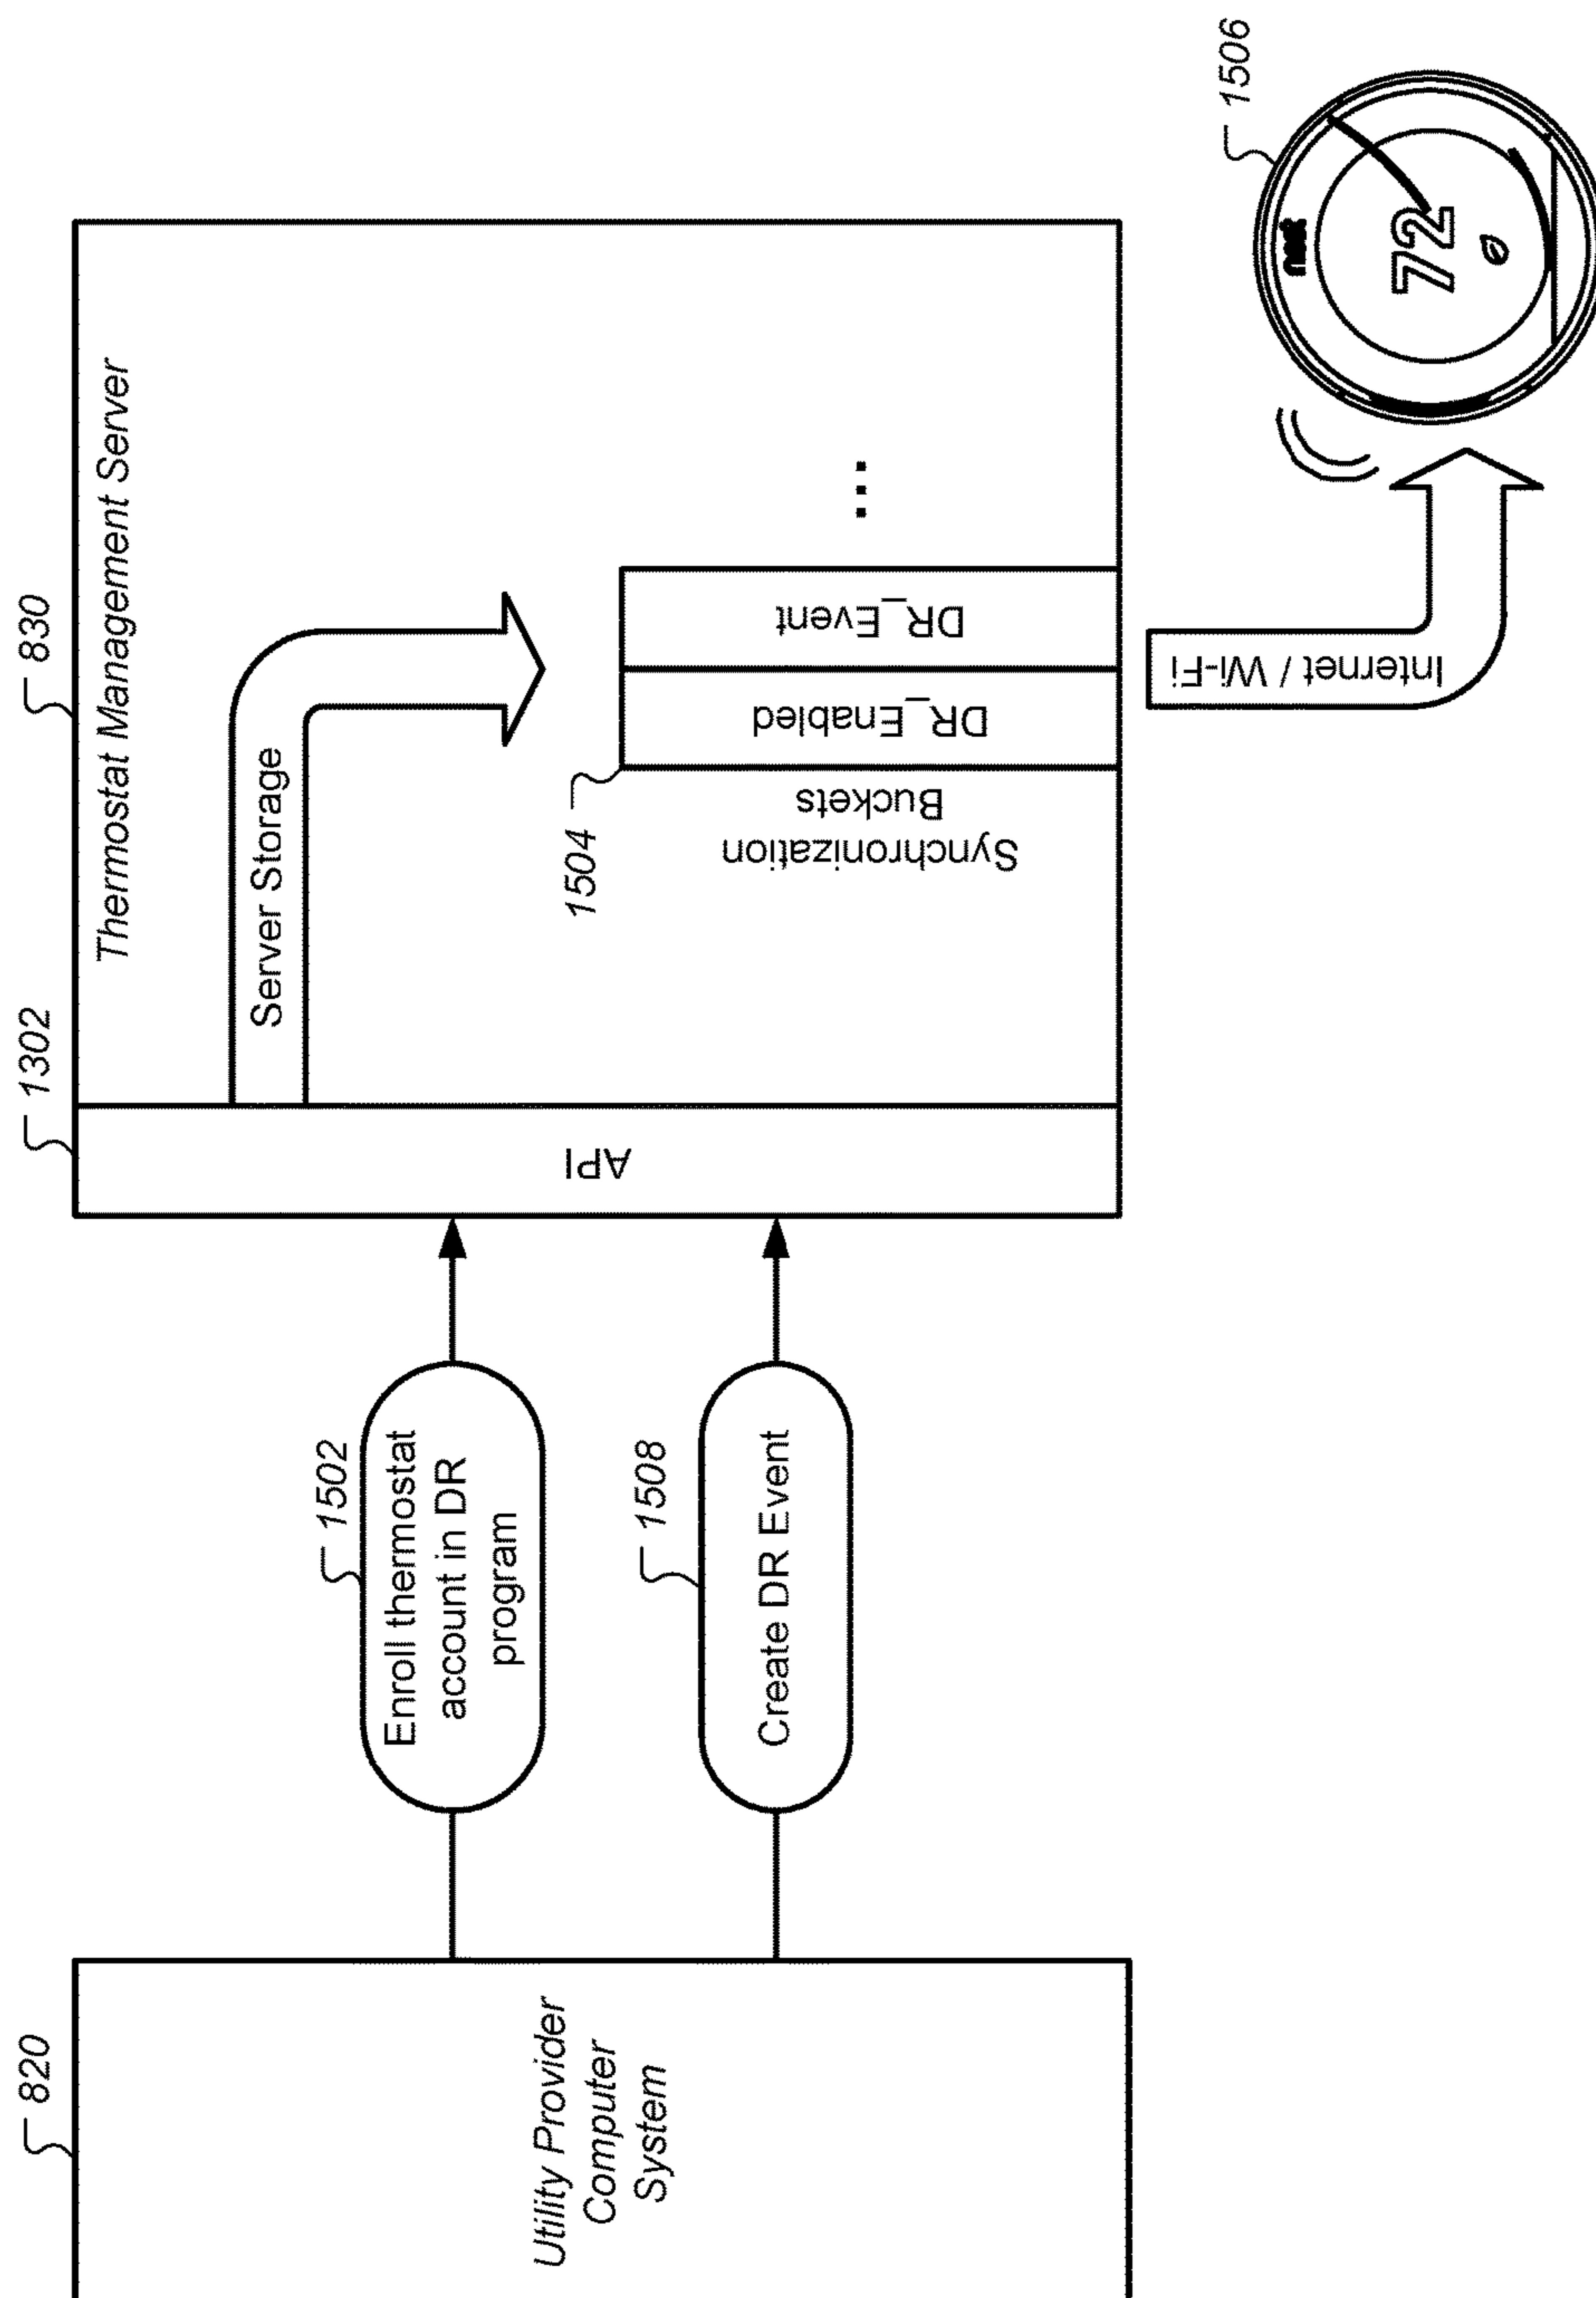 820
Utility Provider
Computer
System
1502
Enroll thermostat
account in DR
program
1508
Create DR Event
1302
API
830
Thermostat Management Server
Server Storage
1504
Synchronization
Buckets
DR_Enabled
DR_Event
...
Internet / Wi-Fi
1506
nest
72